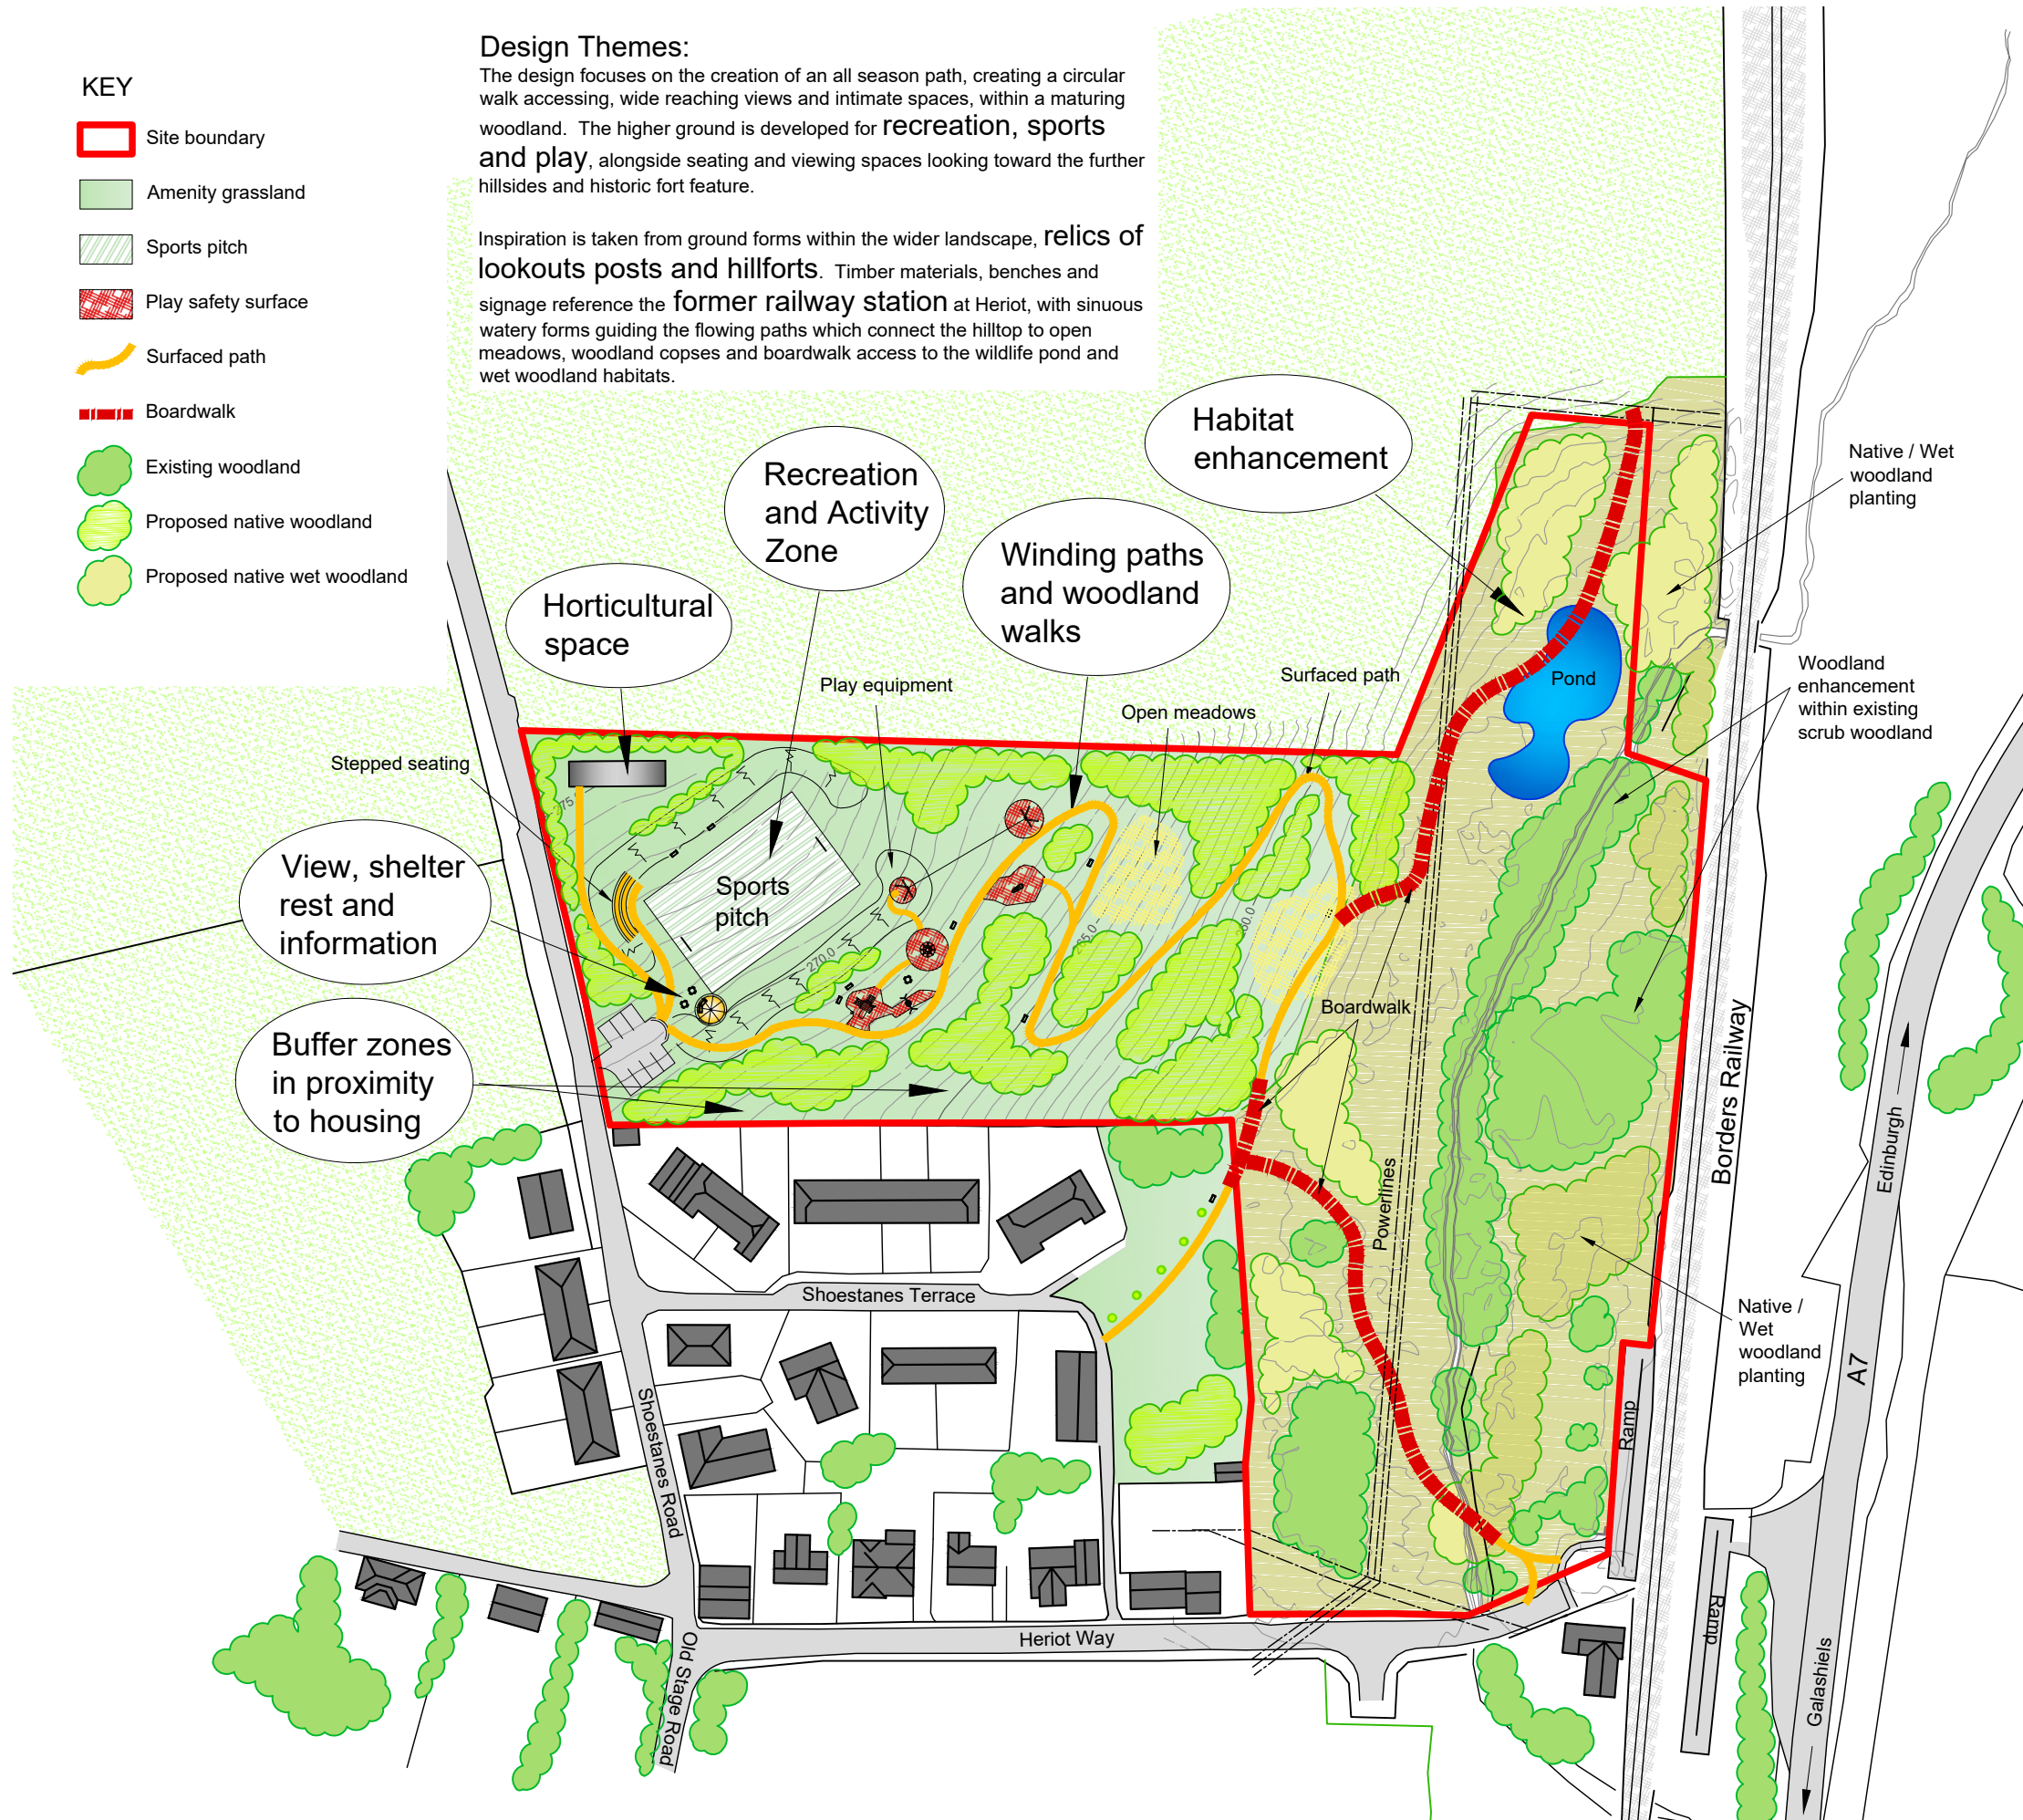 KEY
Site boundary
Amenity grassland
Sports pitch
Play safety surface
Surfaced path
Boardwalk
Existing woodland
Proposed native woodland
Proposed native wet woodland
Design Themes:
The design focuses on the creation of an all season path, creating a circular
walk accessing, wide reaching views and intimate spaces, within a maturing
woodland. The higher ground is developed for recreation, sports
and play, alongside seating and viewing spaces looking toward the further
hillsides and historic fort feature.
Inspiration is taken from ground forms within the wider landscape, relics of
lookouts posts and hillforts. Timber materials, benches and
signage reference the former railway station at Heriot, with sinuous
watery forms guiding the flowing paths which connect the hilltop to open
meadows, woodland copses and boardwalk access to the wildlife pond and
wet woodland habitats.
Habitat
enhancement
Recreation
and Activity
Zone
Winding paths
and woodland
walks
Horticultural
space
Native / Wet
woodland
planting
Play equipment
Surfaced path
Open meadows
Pond
Woodland
enhancement
within existing
scrub woodland
Stepped seating
275
View, shelter
rest and
information
Sports
pitch
270.0
265.0
260.0
Boardwalk
Buffer zones
in proximity
to housing
Borders Railway
Edinburgh
Powerlines
Shoestanes Terrace
Native /
Wet
woodland
planting
A7
Shoestanes Road
Ramp
Ramp
Heriot Way
Old Stage Road
Galashiels